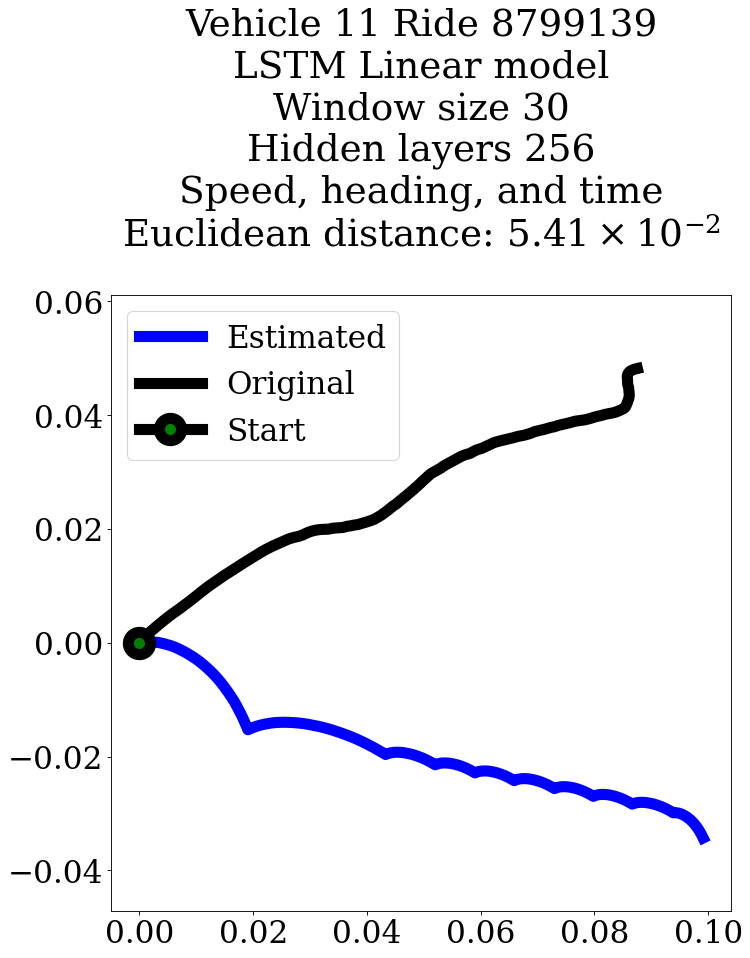 Vehicle 11 Ride 8799139
LSTM Linear model
Window size 30
Hidden layers 256
Speed, heading, and time
Euclidean distance: 5.41 × 10⁻²
0.06
0.04
0.02
0.00
−0.02
−0.04
Estimated
Original
Start
0.00 0.02 0.04 0.06 0.08 0.10